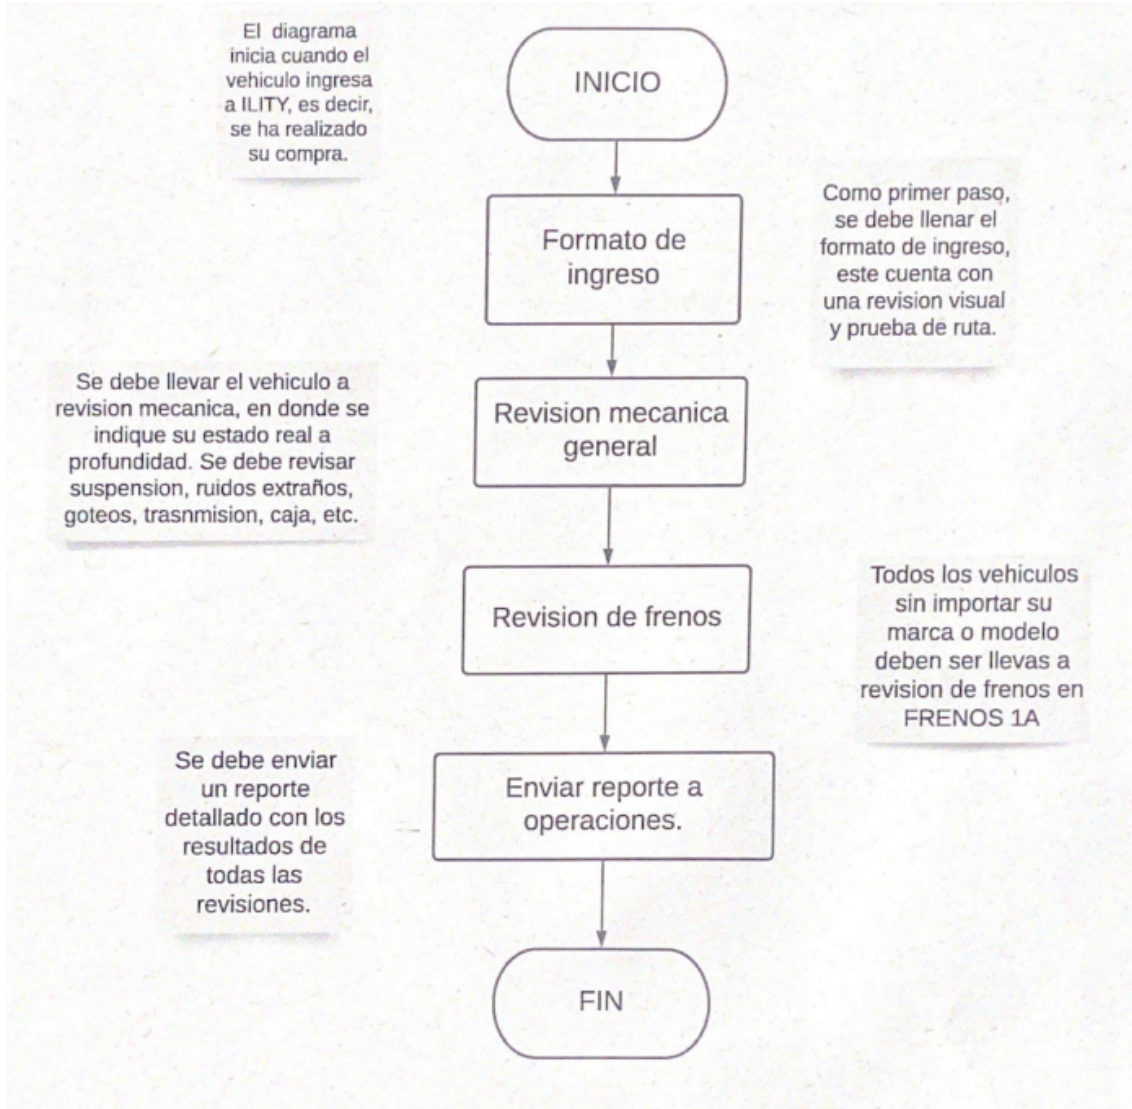 El diagrama
inicia cuando el
vehiculo ingresa
a ILITY, es decir,
se ha realizado
su compra.
INICIO
Como primer paso,
se debe llenar el
formato de ingreso,
este cuenta con
una revision visual
y prueba de ruta.
Formato de
ingreso
Se debe llevar el vehiculo a
revision mecanica, en donde se
indique su estado real a
profundidad. Se debe revisar
suspension, ruidos extraños,
goteos, trasnmision, caja, etc.
Revision mecanica
general
Todos los vehiculos
sin importar su
marca o modelo
deben ser llevas a
revision de frenos en
FRENOS 1A
Revision de frenos
Se debe enviar
un reporte
detallado con los
resultados de
todas las
revisiones.
Enviar reporte a
operaciones.
FIN